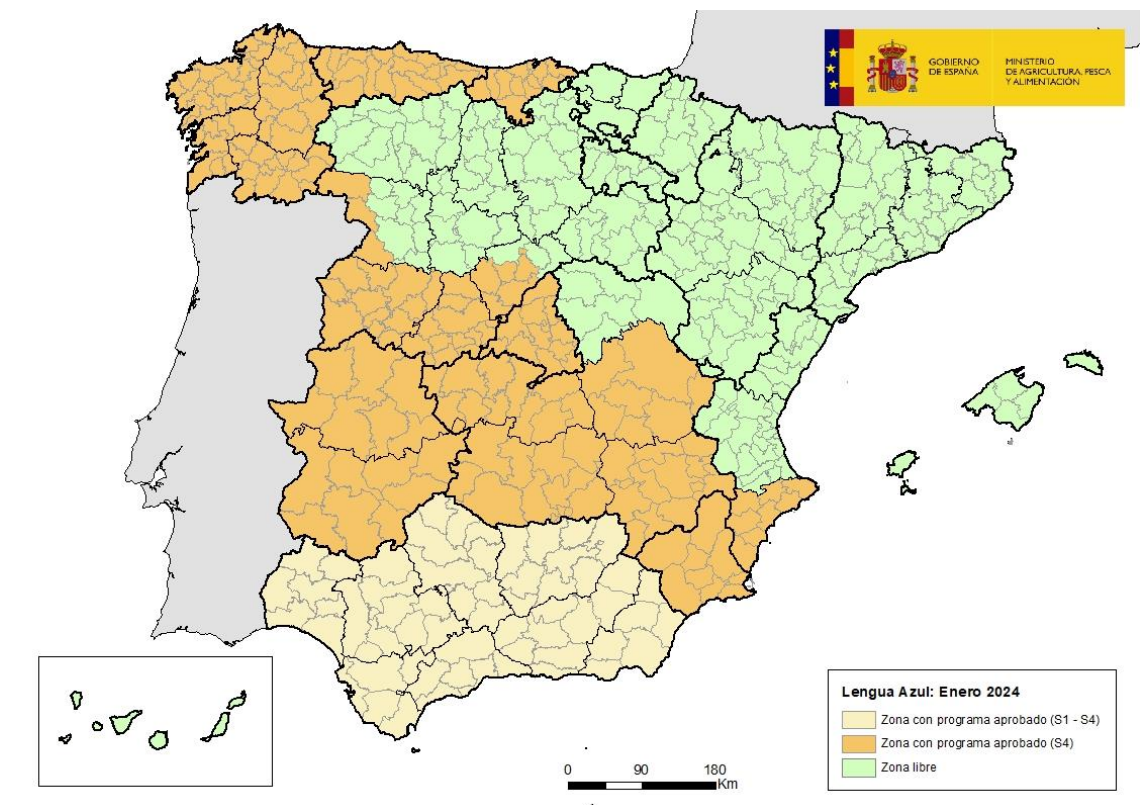 GOBIERNO
DE ESPAÑA
MINISTERIO
DE AGRICULTURA, PESCA
Y ALIMENTACIÓN
Lengua Azul: Enero 2024
Zona con programa aprobado (S1 - S4)
Zona con programa aprobado (S4)
Zona libre
0 90 180
Km